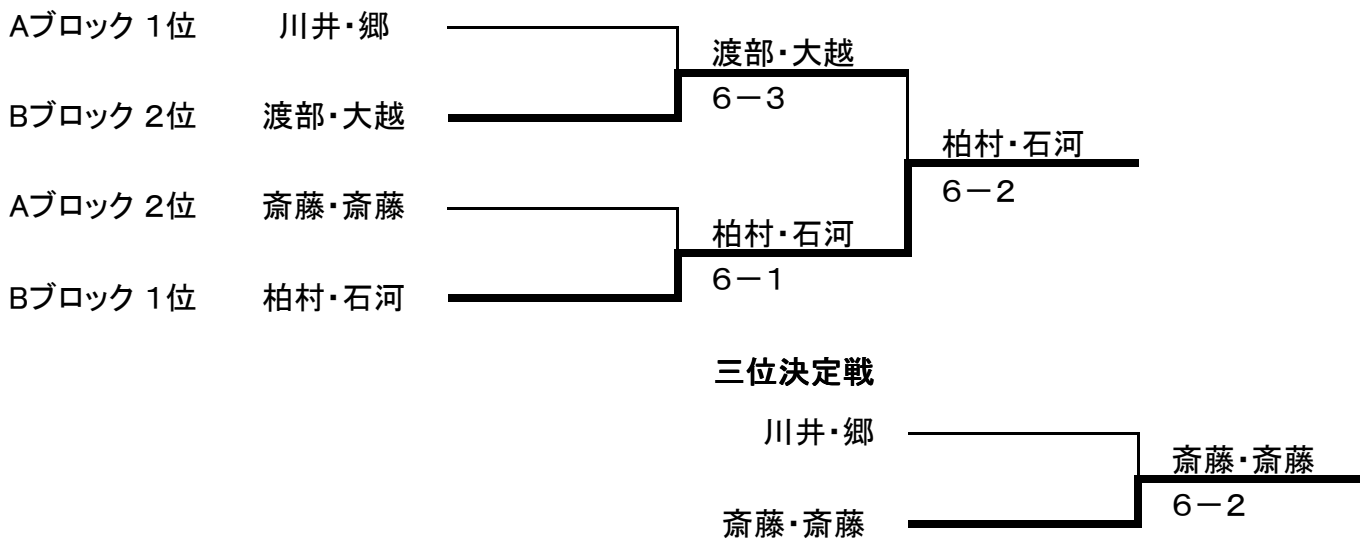 Aブロック 1位 川井・郷
渡部・大越
6－3
Bブロック 2位 渡部・大越
柏村・石河
6－2
Aブロック 2位 斎藤・斎藤
柏村・石河
6－1
Bブロック 1位 柏村・石河
三位決定戦
川井・郷
斎藤・斎藤
6－2
斎藤・斎藤